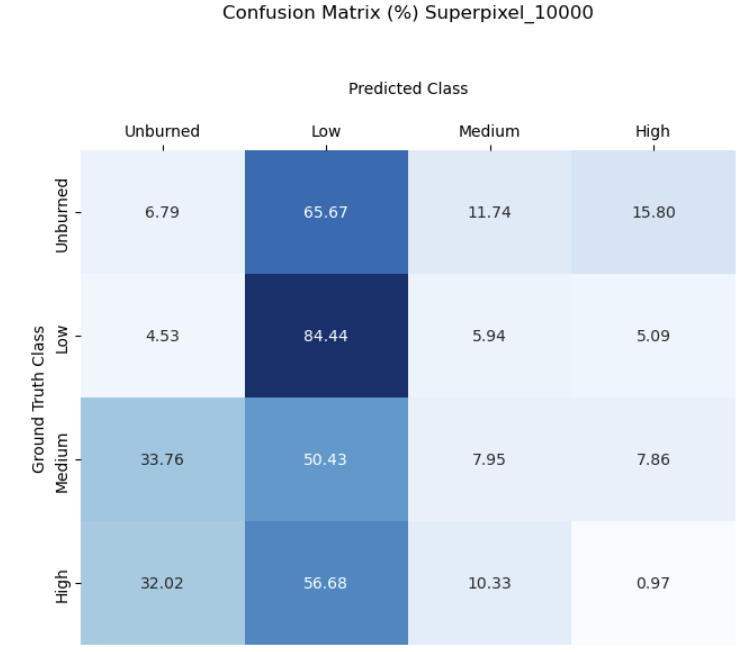 Confusion Matrix (%) Superpixel_10000
Predicted Class
Unburned Low Medium High
Ground Truth Class
Unburned 6.79 65.67 11.74 15.80
Low 4.53 84.44 5.94 5.09
Medium 33.76 50.43 7.95 7.86
High 32.02 56.68 10.33 0.97